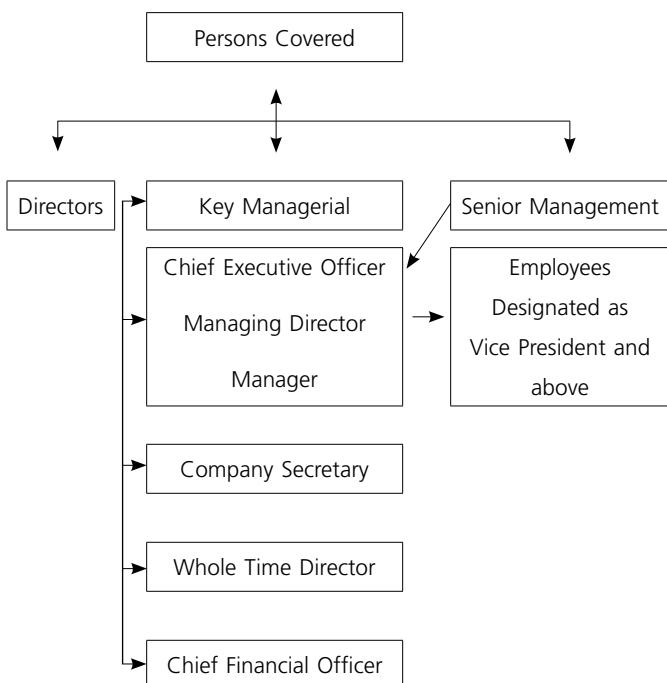 Persons Covered
Directors
Key Managerial
Senior Management
Chief Executive Officer
Managing Director
Manager
Employees
Designated as
Vice President and
above
Company Secretary
Whole Time Director
Chief Financial Officer